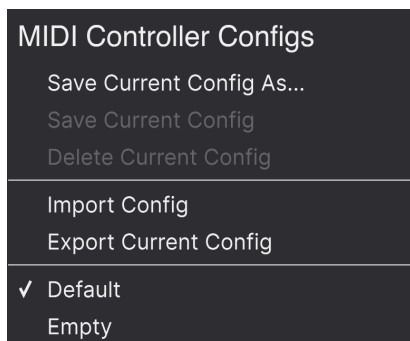 MIDI Controller Configs
Save Current Config As...
Save Current Config
Delete Current Config
Import Config
Export Current Config
✓ Default
Empty